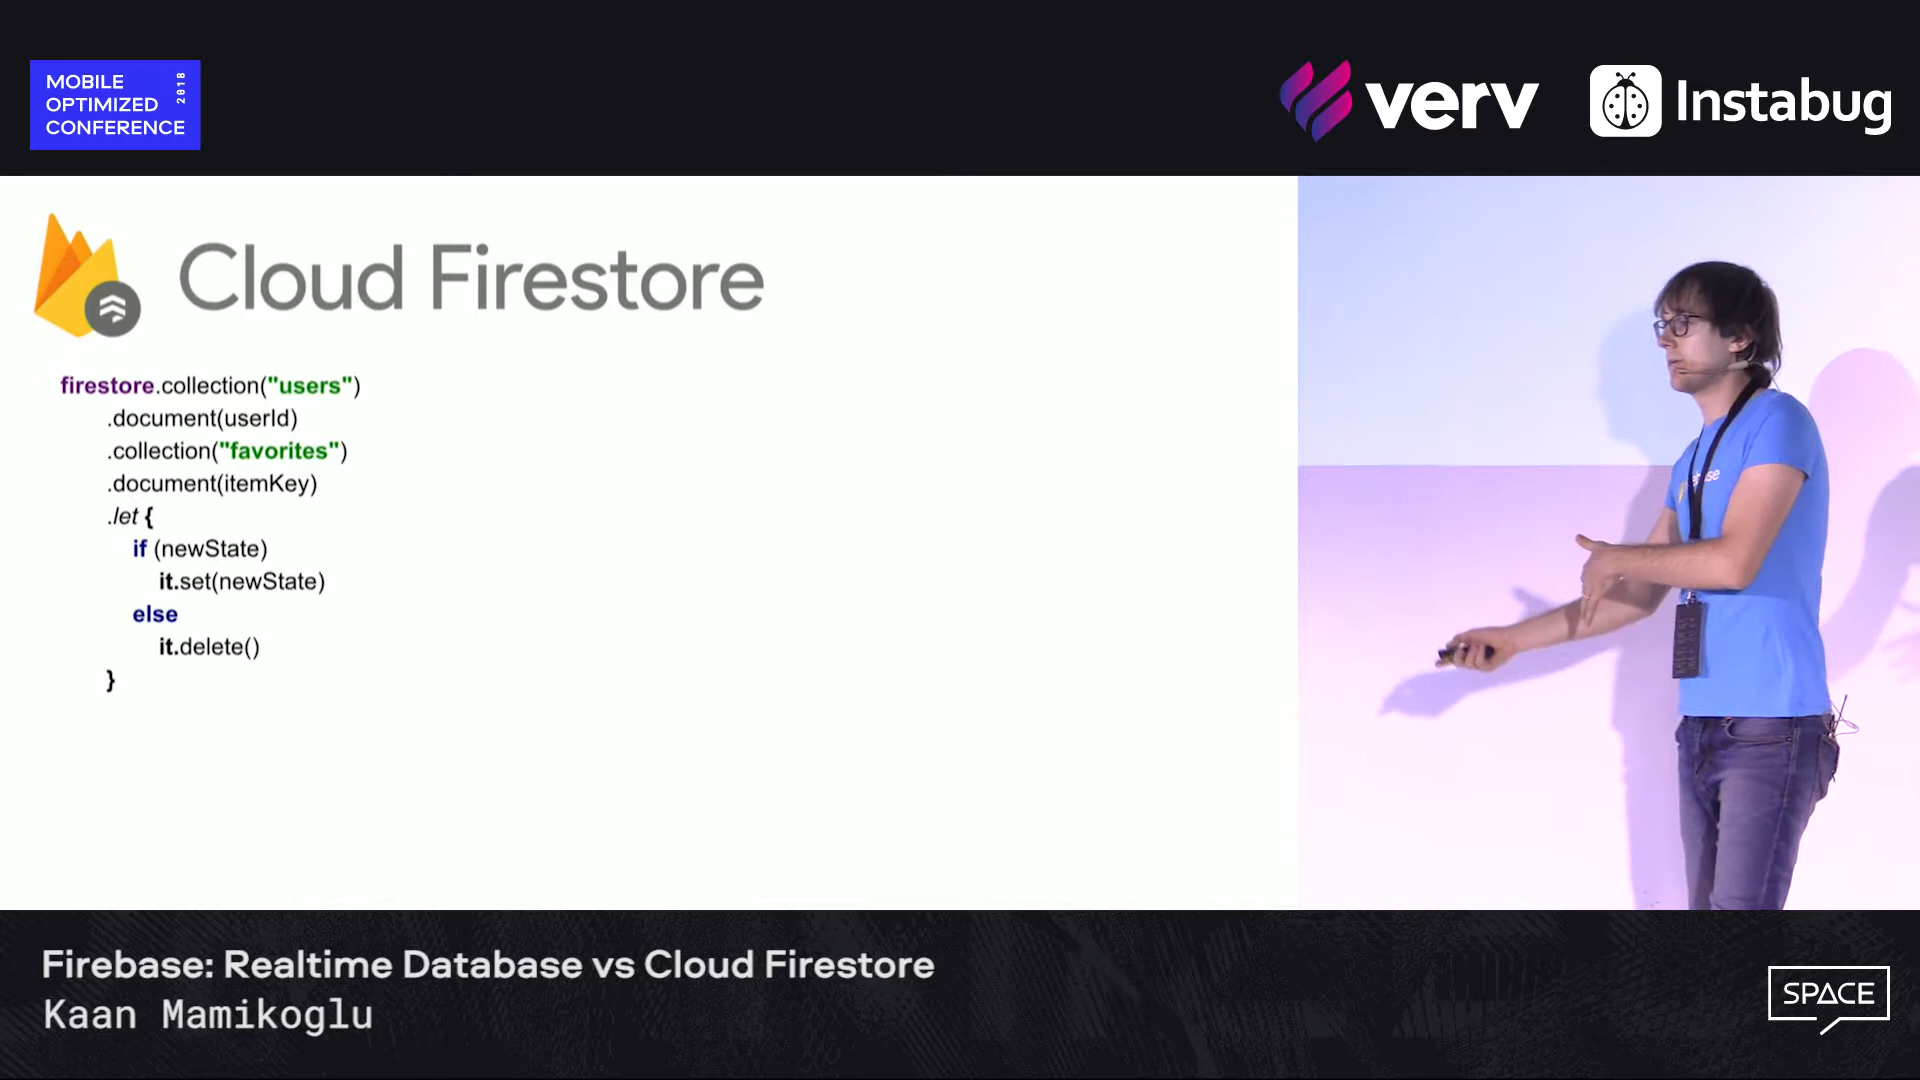 MOBILE
OPTIMIZED
CONFERENCE
2018
verv
Instabug
Cloud Firestore
firestore.collection("users")
.document(userId)
.collection("favorites")
.document(itemKey)
.let {
if (newState)
it.set(newState)
else
it.delete()
}
Firebase: Realtime Database vs Cloud Firestore
Kaan Mamikoglu
SPACE